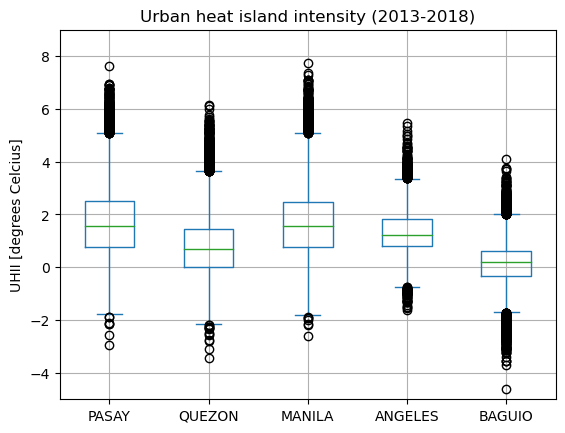 Urban heat island intensity (2013-2018)
UHII [degrees Celcius]
8
6
4
2
0
−2
−4
PASAY QUEZON MANILA ANGELES BAGUIO